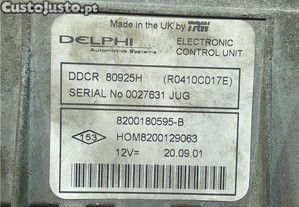 CustoJusto
Made in the UK by TRW
DELPHI
Automotive Systems
ELECTRONIC
CONTROL UNIT
DDCR 80925H (R0410C017E)
SERIAL No 0027631 JUG
8200180595-B
153
HOM8200129063
12V= 20.09.01